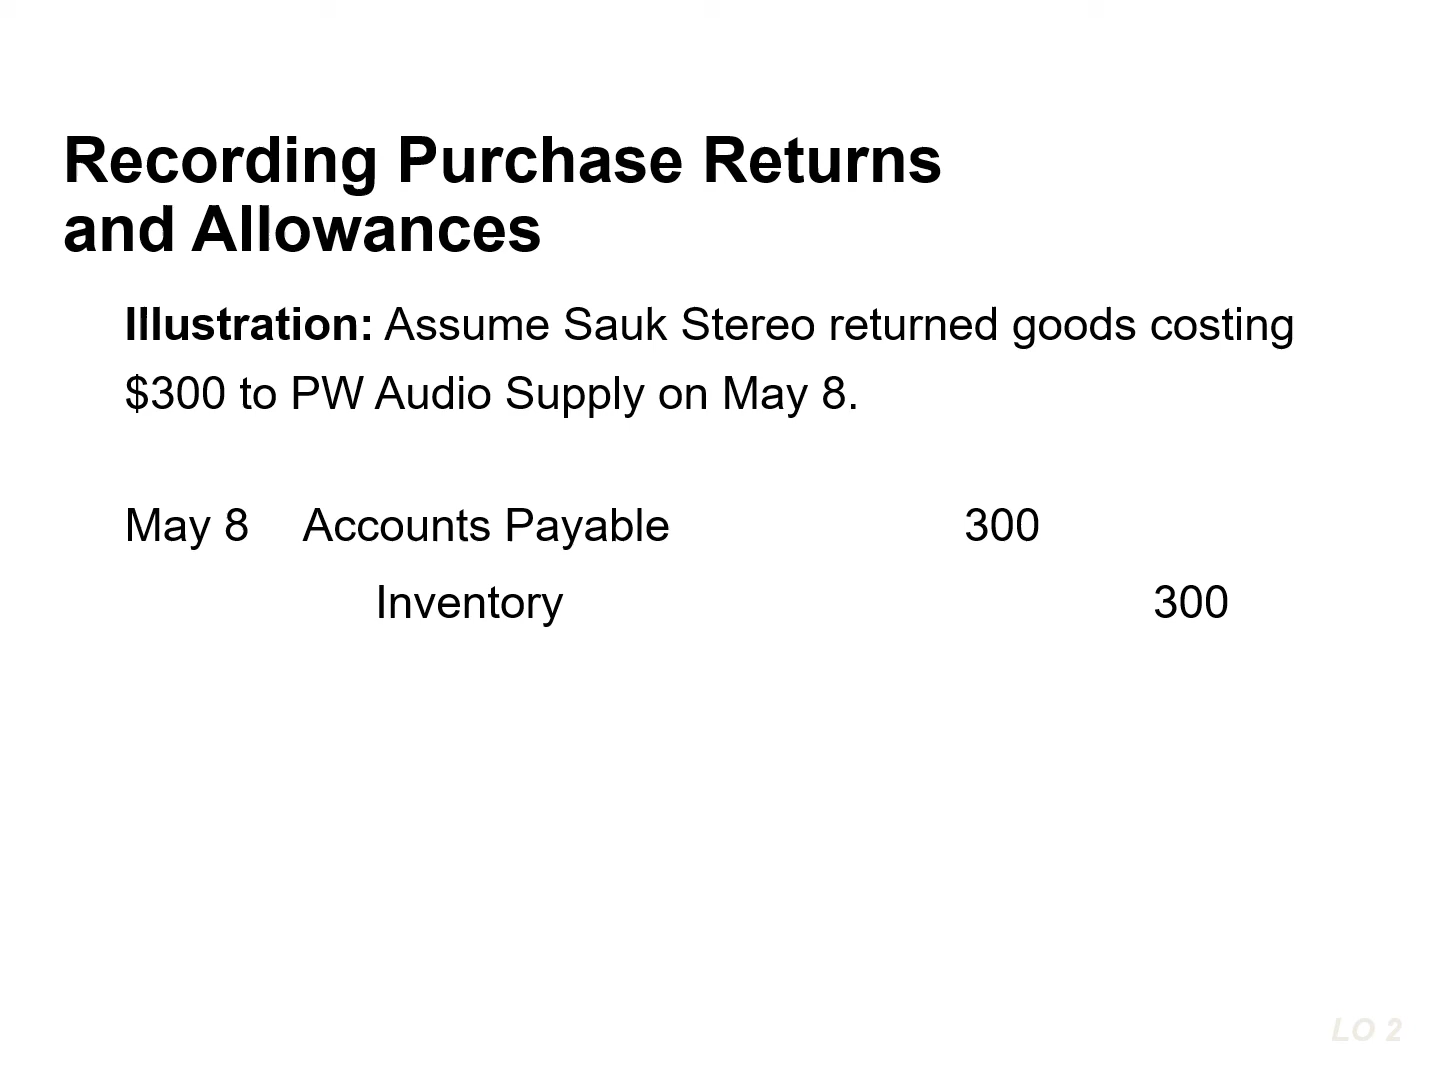 Recording Purchase Returns
and Allowances
Illustration: Assume Sauk Stereo returned goods costing
$300 to PW Audio Supply on May 8.
May 8 Accounts Payable 300
Inventory 300
LO 2